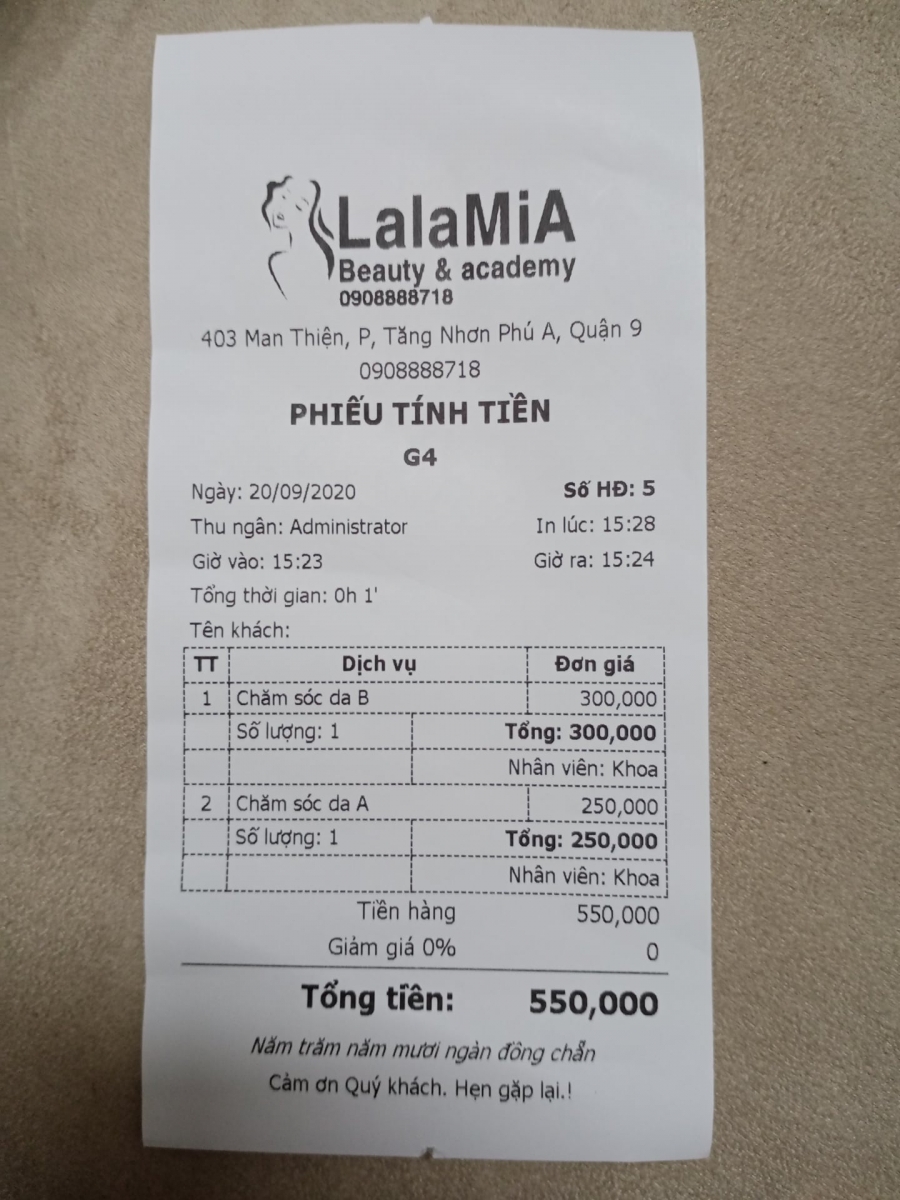 LalaMiA
Beauty & academy
0908888718
403 Man Thiện, P, Tăng Nhơn Phú A, Quận 9
0908888718
PHIẾU TÍNH TIỀN
G4
Ngày: 20/09/2020 Số HĐ: 5
Thu ngân: Administrator In lúc: 15:28
Giờ vào: 15:23 Giờ ra: 15:24
Tổng thời gian: 0h 1'
Tên khách:
TT Dịch vụ Đơn giá
1 Chăm sóc da B 300,000
Số lượng: 1 Tổng: 300,000
Nhân viên: Khoa
2 Chăm sóc da A 250,000
Số lượng: 1 Tổng: 250,000
Nhân viên: Khoa
Tiền hàng 550,000
Giảm giá 0% 0
Tổng tiền: 550,000
Năm trăm năm mươi ngàn đồng chẵn
Cảm ơn Quý khách. Hẹn gặp lại.!